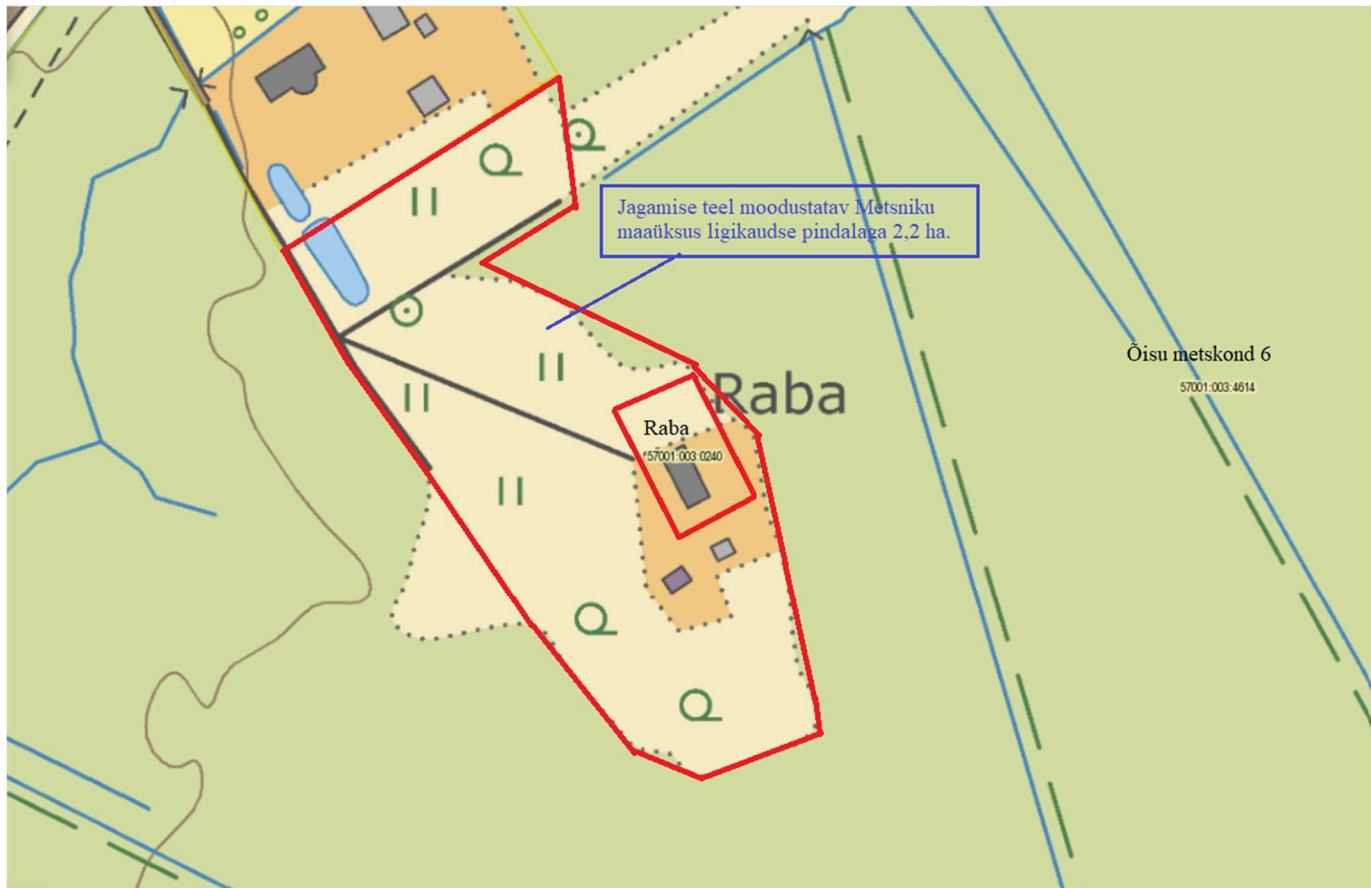 Jagamise teel moodustatav Metsniku
maaüksus ligikaudse pindalaga 2,2 ha.
Õisu metskond 6
57001:003:4614
Raba
Raba
*57001:003:0240